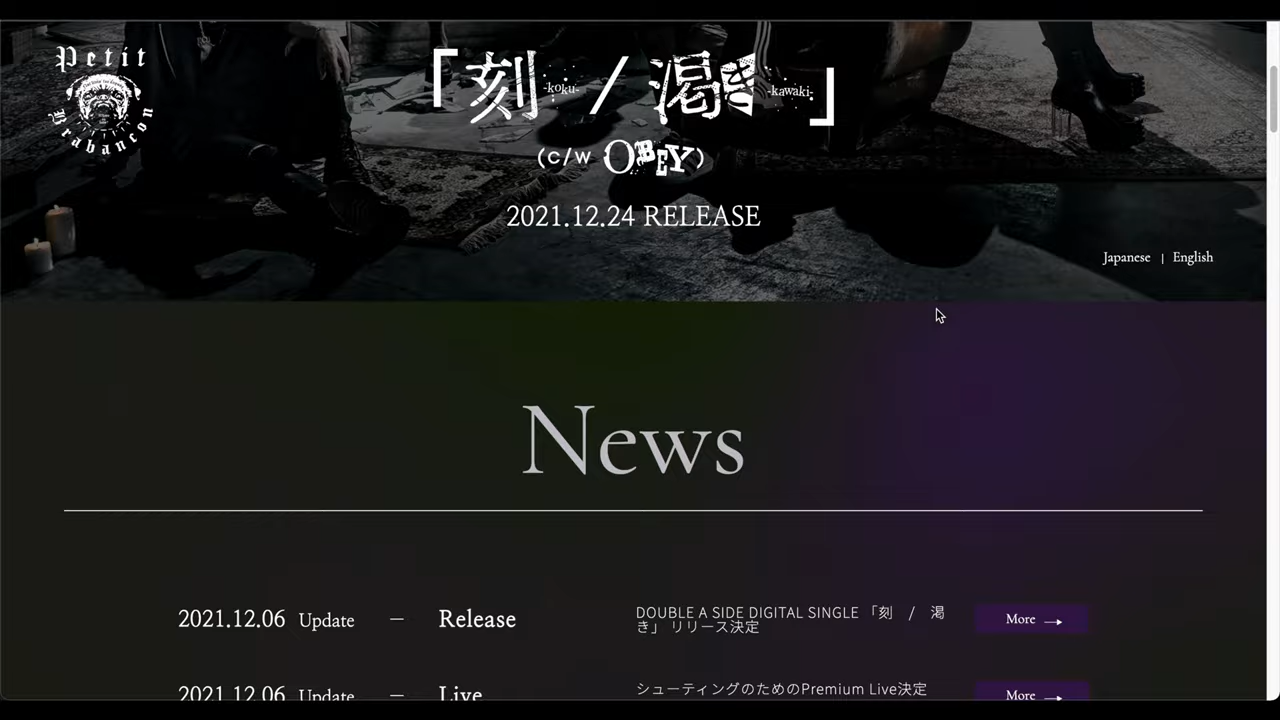 Petit
Brabancon
「刻 -koku- / 渇き -kawaki-」
(c/w OBEY)
2021.12.24 RELEASE
Japanese | English
News
2021.12.06 Update — Release
DOUBLE A SIDE DIGITAL SINGLE 「刻　/　渇
き」 リリース決定
More →
2021.12.06 Update — Live
シューティングのためのPremium Live決定
More →